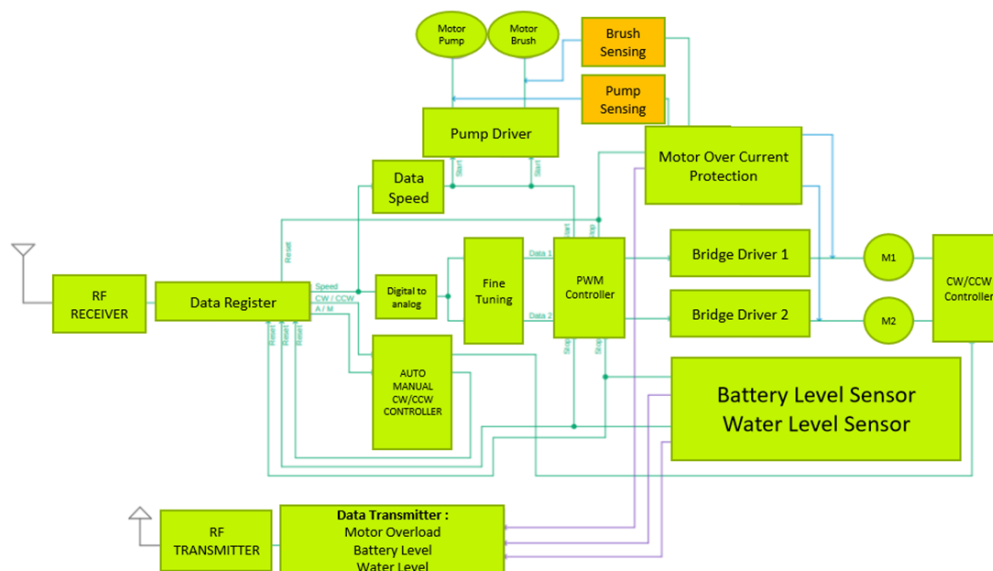 Motor
Pump
Motor
Brush
Brush
Sensing
Pump
Sensing
Pump Driver
Motor Over Current
Protection
Start
Start
Data
Speed
Reset
Start
Stop
RF
RECEIVER
Data Register
Speed
CW / CCW
A / M
Digital to
analog
Fine
Tuning
Data 1
Data 2
PWM
Controller
Bridge Driver 1
Bridge Driver 2
M1
M2
CW/CCW
Controller
Reset
Reset
Reset
Stop
Stop
AUTO
MANUAL
CW/CCW
CONTROLLER
Battery Level Sensor
Water Level Sensor
RF
TRANSMITTER
Data Transmitter :
Motor Overload
Battery Level
Water Level